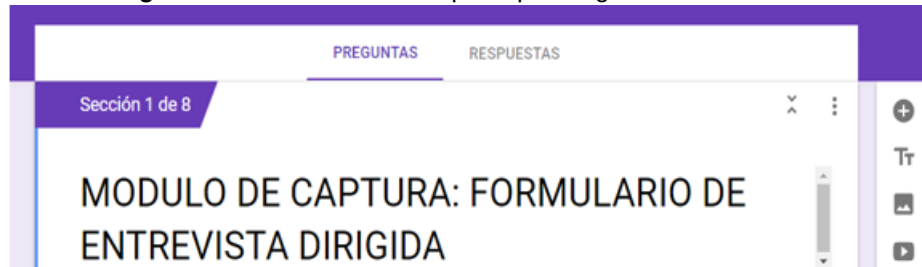 PREGUNTAS RESPUESTAS
Sección 1 de 8
MODULO DE CAPTURA: FORMULARIO DE
ENTREVISTA DIRIGIDA